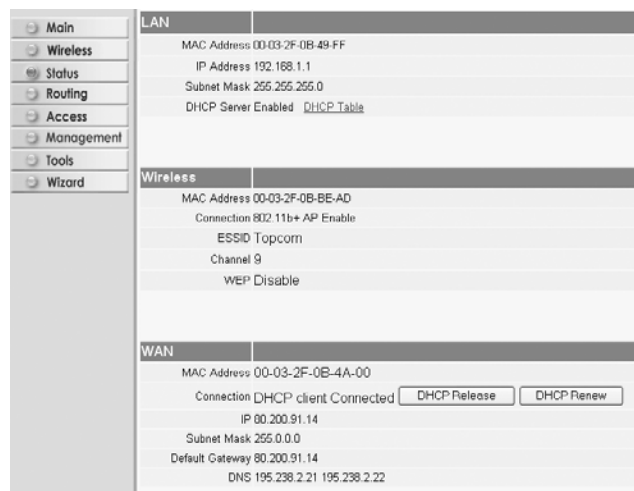 Main
Wireless
Status
Routing
Access
Management
Tools
Wizard
LAN
MAC Address 00-03-2F-0B-49-FF
IP Address 192.168.1.1
Subnet Mask 255.255.255.0
DHCP Server Enabled DHCP Table
Wireless
MAC Address 00-03-2F-0B-BE-AD
Connection 802.11b+ AP Enable
ESSID Topcom
Channel 9
WEP Disable
WAN
MAC Address 00-03-2F-0B-4A-00
Connection DHCP client Connected DHCP Release DHCP Renew
IP 80.200.91.14
Subnet Mask 255.0.0.0
Default Gateway 80.200.91.14
DNS 195.238.2.21 195.238.2.22